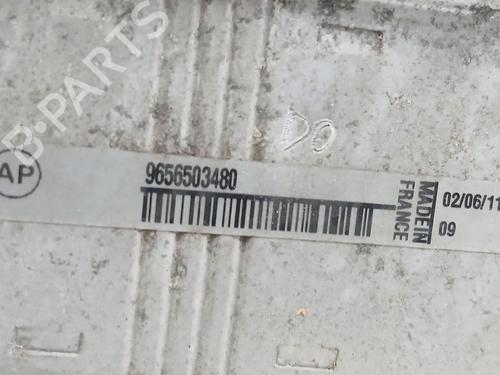 B-PARTS
AP
9656503480
MADE IN
FRANCE
02/06/11
09